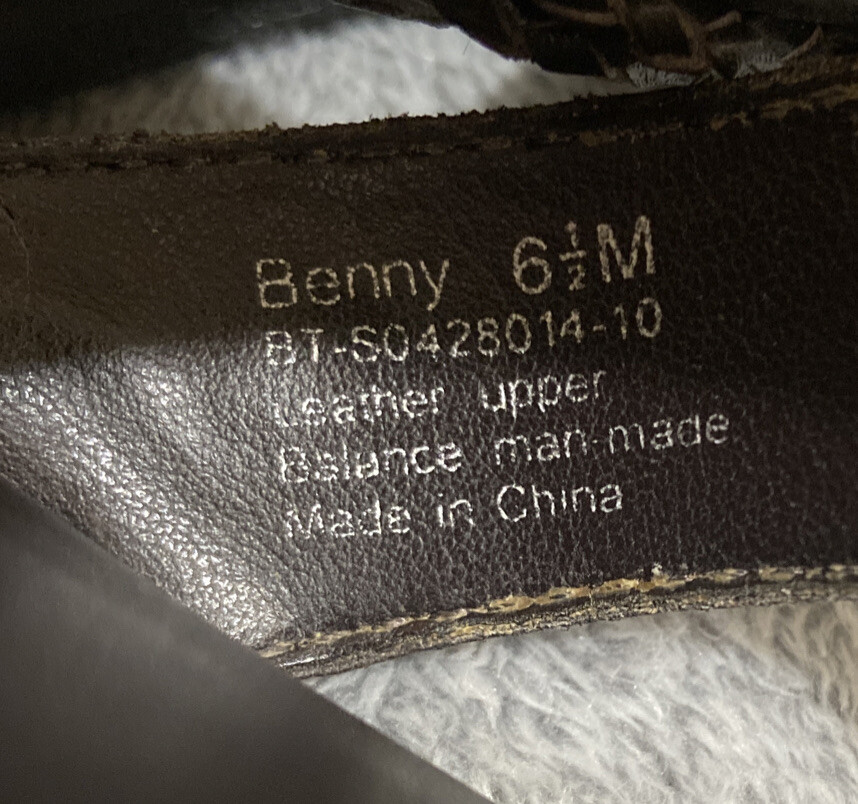 Benny 6½M
BT-S0428014-10
Leather upper
Balance man-made
Made in China